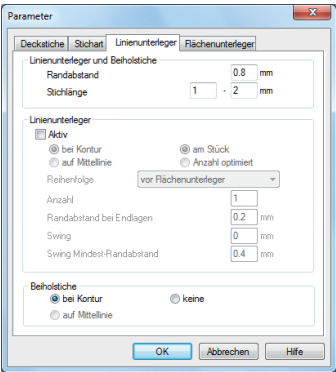 Parameter
Deckstiche Stichart Linienunterleger Flächenunterleger
Linienunterleger und Beiholstiche
Randabstand 0.8 mm
Stichlänge 1 - 2 mm
Linienunterleger
Aktiv
bei Kontur am Stück
auf Mittellinie Anzahl optimiert
Reihenfolge vor Flächenunterleger
Anzahl 1
Randabstand bei Endlagen 0.2 mm
Swing 0 mm
Swing Mindest-Randabstand 0.4 mm
Beiholstiche
bei Kontur keine
auf Mittellinie
OK Abbrechen Hilfe